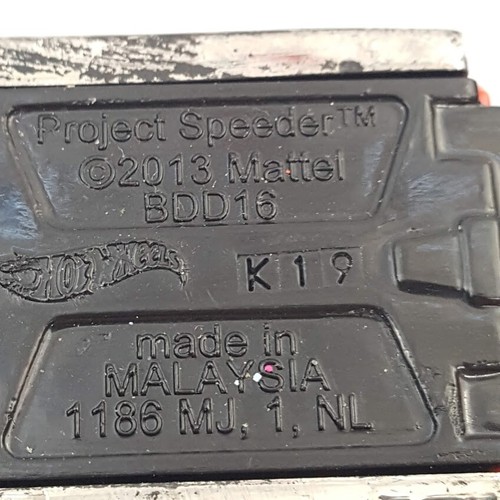 Project Speeder™
©2013 Mattel
BDD16
HOT WHEELS
K19
made in
MALAYSIA
1186 MJ, 1, NL